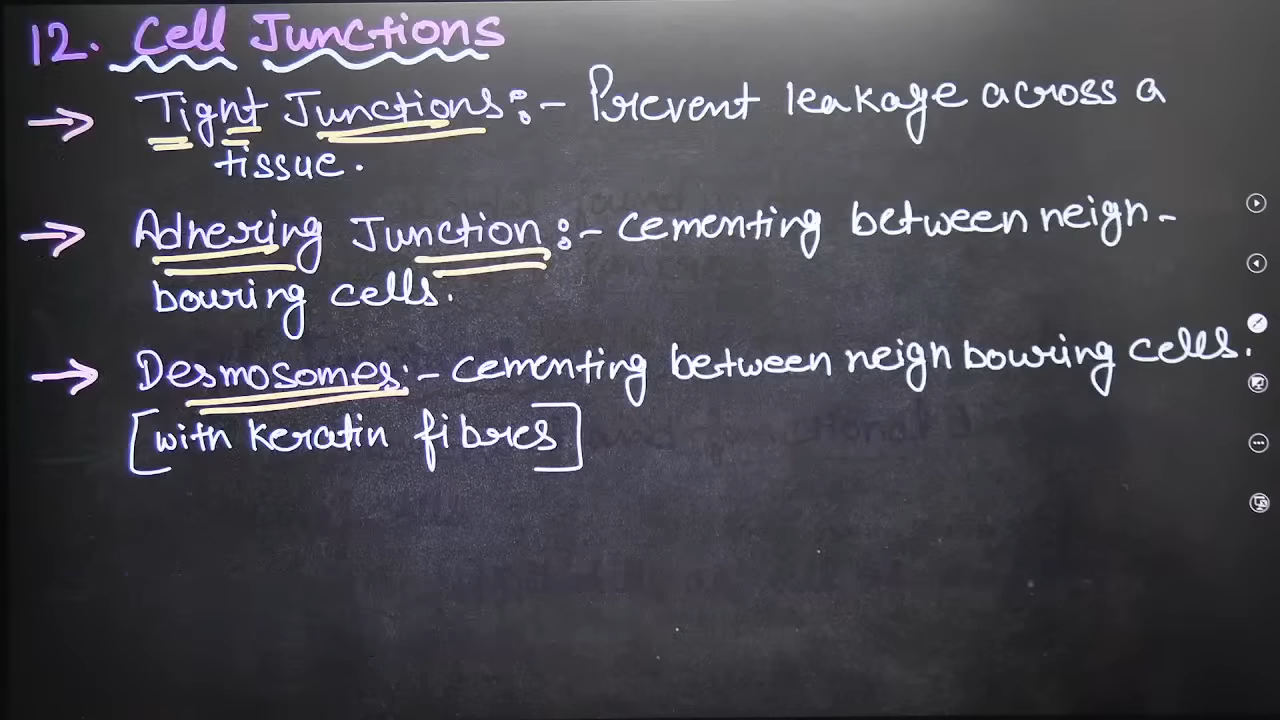 12. Cell Junctions
→ Tight Junctions :- Prevent leakage across a
tissue.
→ Adhering Junction :- cementing between neigh-
bouring cells.
→ Desmosomes :- cementing between neighbouring cells.
[with keratin fibres]